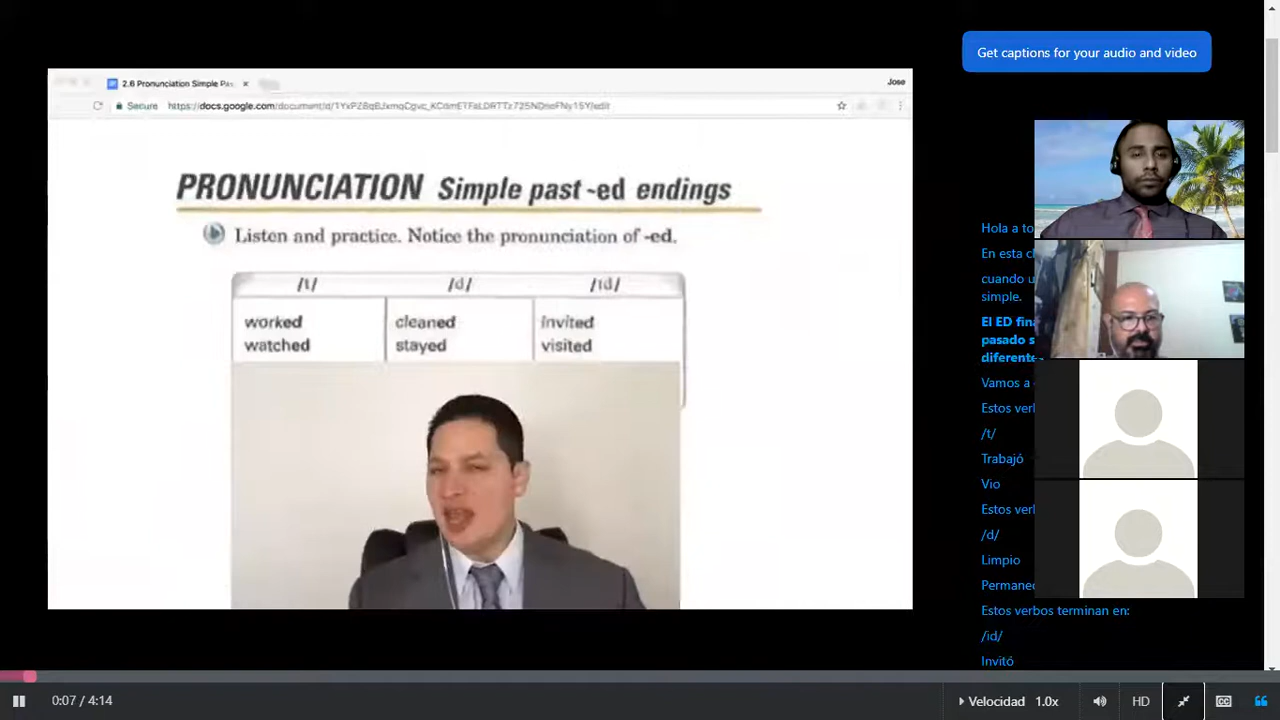 Get captions for your audio and video
2.6 Pronunciation Simple Pa
Jose
Secure
PRONUNCIATION Simple past -ed endings
Listen and practice. Notice the pronunciation of -ed.
/t/ /d/ /ɪd/
worked cleaned invited
watched stayed visited
Hola a to
En esta c
cuando u
simple.
El ED fina
pasado s
diferente
Vamos a
Estos verb
/t/
Trabajó
Vio
Estos verb
/d/
Limpio
Permanec
Estos verbos terminan en:
/id/
Invitó
0:07 / 4:14
Velocidad 1.0x
HD
CC